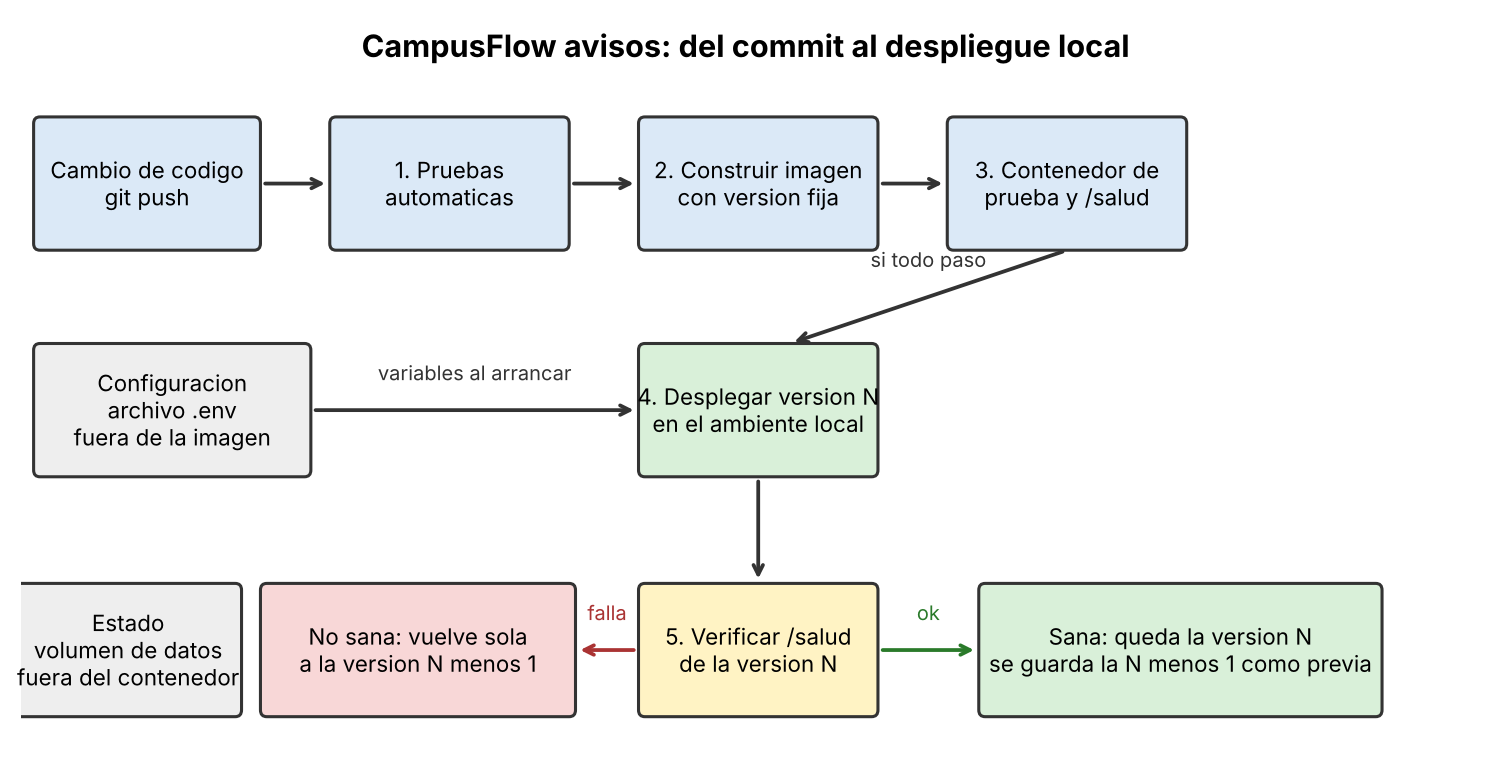 CampusFlow avisos: del commit al despliegue local
Cambio de codigo
git push
1. Pruebas
automaticas
2. Construir imagen
con version fija
3. Contenedor de
prueba y /salud
si todo paso
Configuracion
archivo .env
fuera de la imagen
variables al arrancar
4. Desplegar version N
en el ambiente local
Estado
volumen de datos
fuera del contenedor
No sana: vuelve sola
a la version N menos 1
falla
5. Verificar /salud
de la version N
ok
Sana: queda la version N
se guarda la N menos 1 como previa